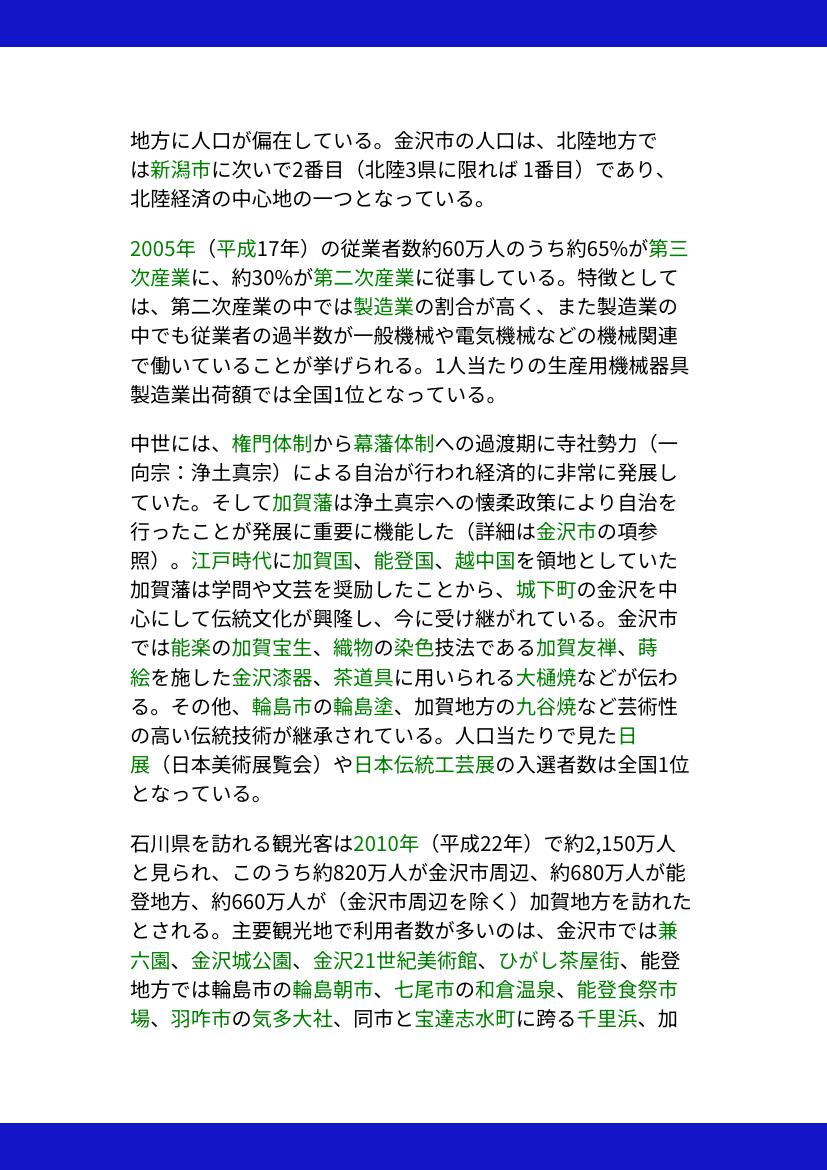 地方に人口が偏在している。金沢市の人口は、北陸地方で
は新潟市に次いで2番目（北陸3県に限れば 1番目）であり、
北陸経済の中心地の一つとなっている。
2005年（平成17年）の従業者数約60万人のうち約65%が第三
次産業に、約30%が第二次産業に従事している。特徴として
は、第二次産業の中では製造業の割合が高く、また製造業の
中でも従業者の過半数が一般機械や電気機械などの機械関連
で働いていることが挙げられる。1人当たりの生産用機械器具
製造業出荷額では全国1位となっている。
中世には、権門体制から幕藩体制への過渡期に寺社勢力（一
向宗：浄土真宗）による自治が行われ経済的に非常に発展し
ていた。そして加賀藩は浄土真宗への懐柔政策により自治を
行ったことが発展に重要に機能した（詳細は金沢市の項参
照）。江戸時代に加賀国、能登国、越中国を領地としていた
加賀藩は学問や文芸を奨励したことから、城下町の金沢を中
心にして伝統文化が興隆し、今に受け継がれている。金沢市
では能楽の加賀宝生、織物の染色技法である加賀友禅、蒔
絵を施した金沢漆器、茶道具に用いられる大樋焼などが伝わ
る。その他、輪島市の輪島塗、加賀地方の九谷焼など芸術性
の高い伝統技術が継承されている。人口当たりで見た日
展（日本美術展覧会）や日本伝統工芸展の入選者数は全国1位
となっている。
石川県を訪れる観光客は2010年（平成22年）で約2,150万人
と見られ、このうち約820万人が金沢市周辺、約680万人が能
登地方、約660万人が（金沢市周辺を除く）加賀地方を訪れた
とされる。主要観光地で利用者数が多いのは、金沢市では兼
六園、金沢城公園、金沢21世紀美術館、ひがし茶屋街、能登
地方では輪島市の輪島朝市、七尾市の和倉温泉、能登食祭市
場、羽咋市の気多大社、同市と宝達志水町に跨る千里浜、加